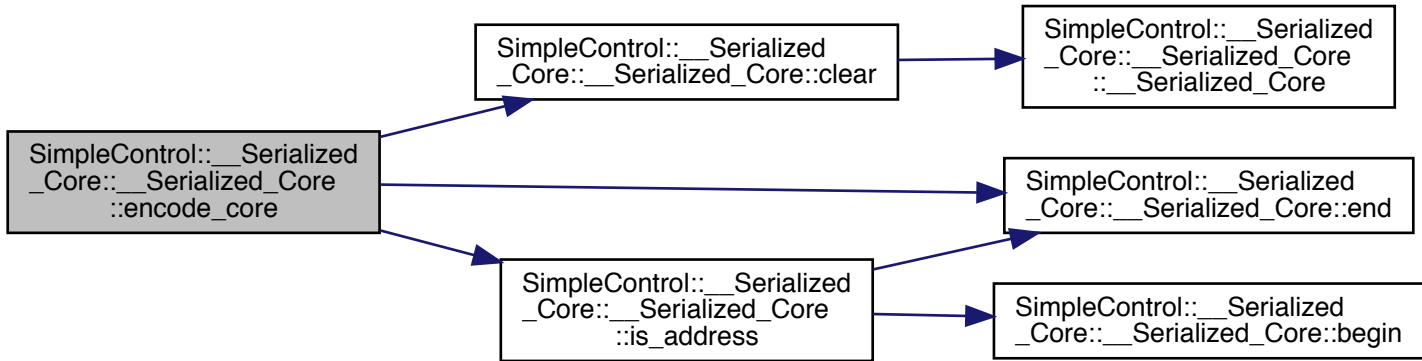 SimpleControl::__Serialized
_Core::__Serialized_Core
::encode_core
SimpleControl::__Serialized
_Core::__Serialized_Core::clear
SimpleControl::__Serialized
_Core::__Serialized_Core
::__Serialized_Core
SimpleControl::__Serialized
_Core::__Serialized_Core::end
SimpleControl::__Serialized
_Core::__Serialized_Core
::is_address
SimpleControl::__Serialized
_Core::__Serialized_Core::begin